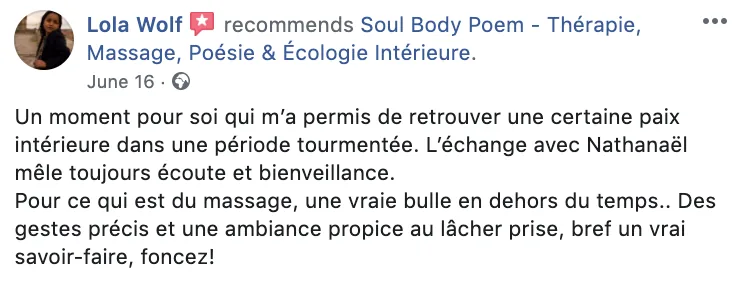 Lola Wolf recommends Soul Body Poem - Thérapie,
Massage, Poésie & Écologie Intérieure.
June 16 ·
Un moment pour soi qui m’a permis de retrouver une certaine paix
intérieure dans une période tourmentée. L’échange avec Nathanaël
mêle toujours écoute et bienveillance.
Pour ce qui est du massage, une vraie bulle en dehors du temps.. Des
gestes précis et une ambiance propice au lâcher prise, bref un vrai
savoir-faire, foncez!